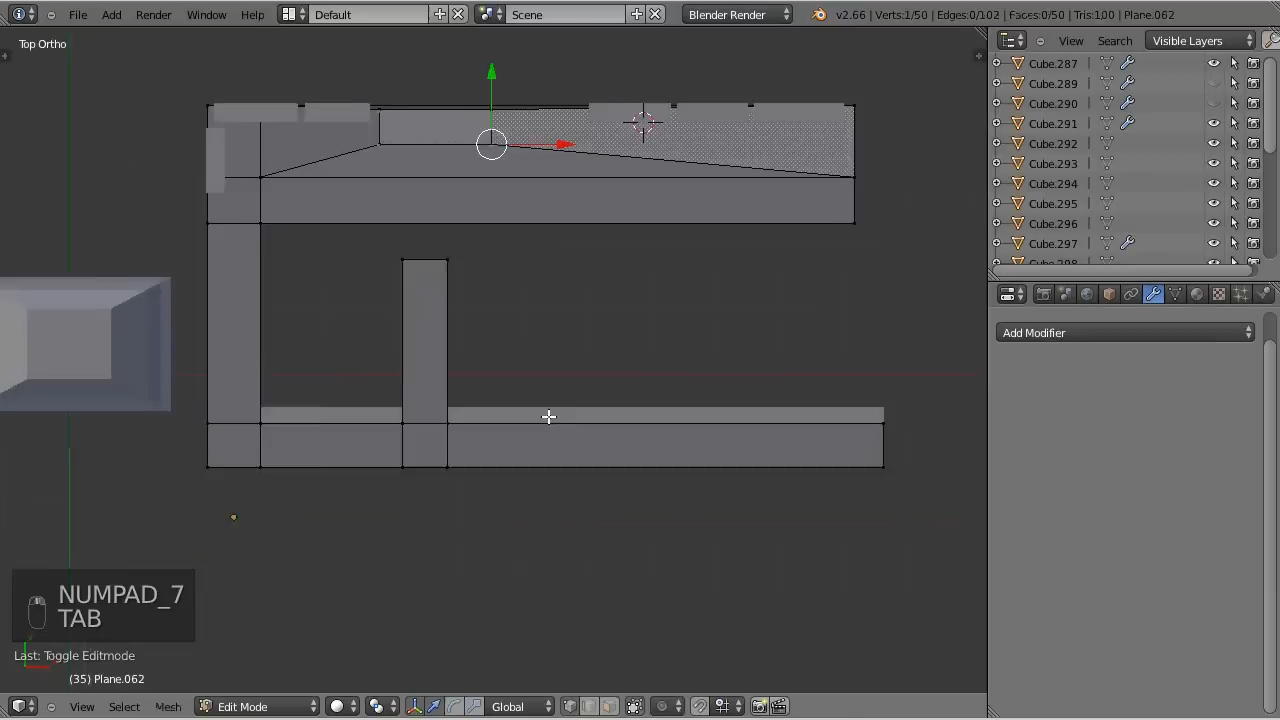 File Add Render Window Help Default Scene Blender Render v2.66 | Verts:1/50 | Edges:0/102 | Faces:0/50 | Tris:100 | Plane.062
Top Ortho
View Search Visible Layers
Cube.287
Cube.289
Cube.290
Cube.291
Cube.292
Cube.293
Cube.294
Cube.295
Cube.296
Cube.297
Add Modifier
NUMPAD_7
TAB
Last: Toggle Editmode
(35) Plane.062
View Select Mesh Edit Mode Global